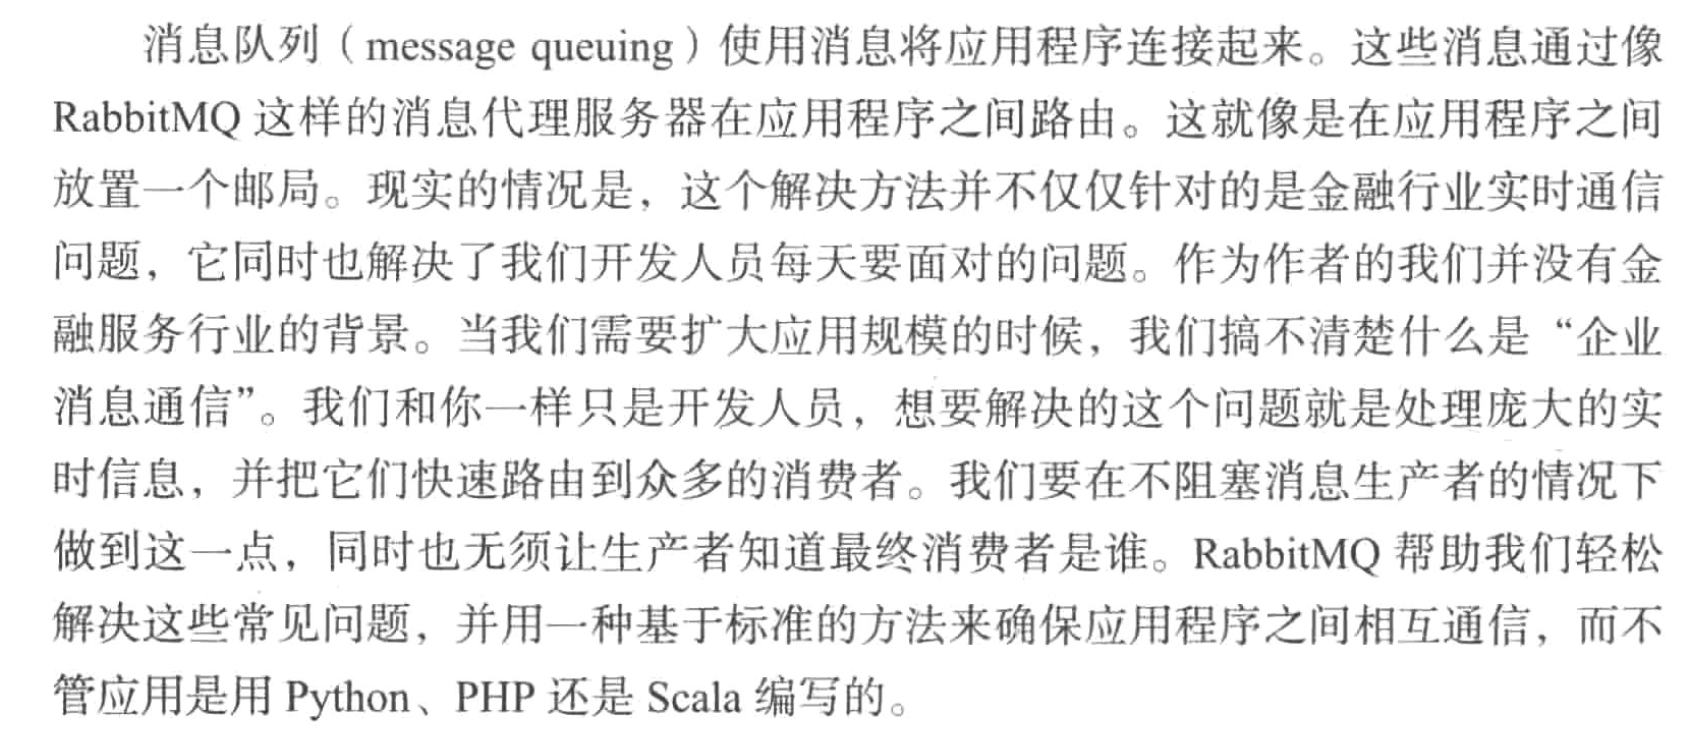 消息队列（message queuing）使用消息将应用程序连接起来。这些消息通过像
RabbitMQ 这样的消息代理服务器在应用程序之间路由。这就像是在应用程序之间
放置一个邮局。现实的情况是，这个解决方法并不仅仅针对的是金融行业实时通信
问题，它同时也解决了我们开发人员每天要面对的问题。作为作者的我们并没有金
融服务行业的背景。当我们需要扩大应用规模的时候，我们搞不清楚什么是“企业
消息通信”。我们和你一样只是开发人员，想要解决的这个问题就是处理庞大的实
时信息，并把它们快速路由到众多的消费者。我们要在不阻塞消息生产者的情况下
做到这一点，同时也无须让生产者知道最终消费者是谁。RabbitMQ 帮助我们轻松
解决这些常见问题，并用一种基于标准的方法来确保应用程序之间相互通信，而不
管应用是用 Python、PHP 还是 Scala 编写的。